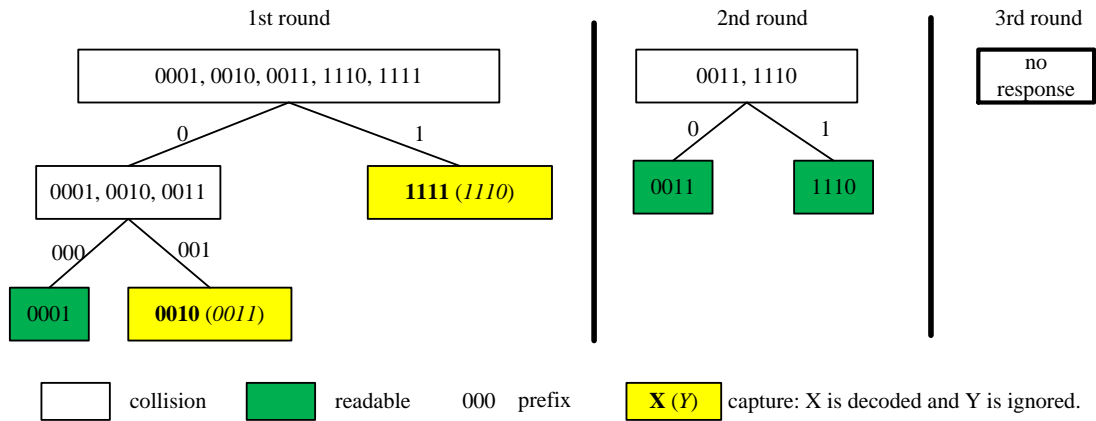 1st round
2nd round
3rd round
0001, 0010, 0011, 1110, 1111
0011, 1110
no
response
0
1
0
1
0001, 0010, 0011
1111 (1110)
0011
1110
000
001
0001
0010 (0011)
collision
readable
000 prefix
X (Y) capture: X is decoded and Y is ignored.